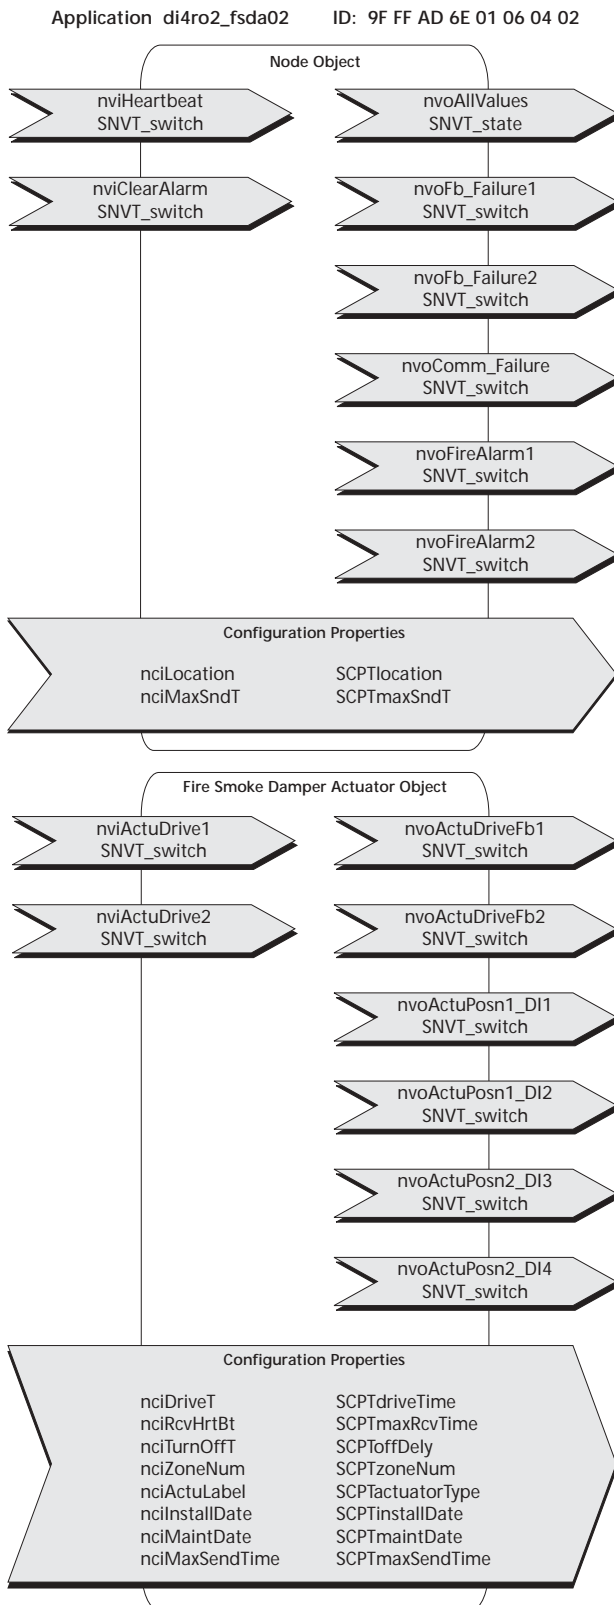 Application di4ro2_fsda02 ID: 9F FF AD 6E 01 06 04 02
Node Object
nviHeartbeat
SNVT_switch
nvoAllValues
SNVT_state
nviClearAlarm
SNVT_switch
nvoFb_Failure1
SNVT_switch
nvoFb_Failure2
SNVT_switch
nvoComm_Failure
SNVT_switch
nvoFireAlarm1
SNVT_switch
nvoFireAlarm2
SNVT_switch
Configuration Properties
nciLocation SCPTlocation
nciMaxSndT SCPTmaxSndT
Fire Smoke Damper Actuator Object
nviActuDrive1
SNVT_switch
nvoActuDriveFb1
SNVT_switch
nviActuDrive2
SNVT_switch
nvoActuDriveFb2
SNVT_switch
nvoActuPosn1_DI1
SNVT_switch
nvoActuPosn1_DI2
SNVT_switch
nvoActuPosn2_DI3
SNVT_switch
nvoActuPosn2_DI4
SNVT_switch
Configuration Properties
nciDriveT SCPTdriveTime
nciRcvHrtBt SCPTmaxRcvTime
nciTurnOffT SCPToffDely
nciZoneNum SCPTzoneNum
nciActuLabel SCPTactuatorType
nciInstallDate SCPTinstallDate
nciMaintDate SCPTmaintDate
nciMaxSendTime SCPTmaxSendTime